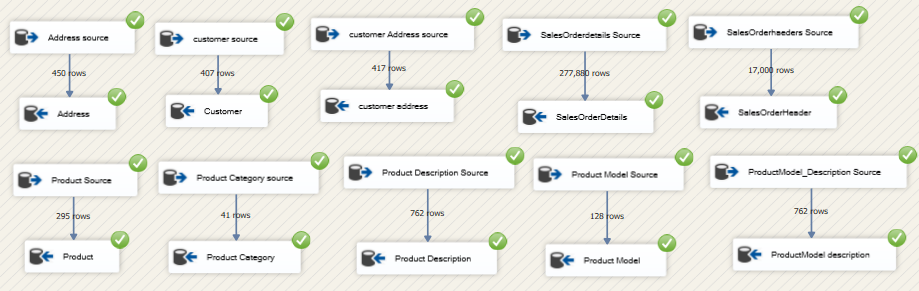 Address source
customer source
customer Address source
SalesOrderdetails Source
SalesOrderhaeders Source
450 rows
407 rows
417 rows
277,880 rows
17,000 rows
Address
Customer
customer address
SalesOrderDetails
SalesOrderHeader
Product Source
Product Category source
Product Description Source
Product Model Source
ProductModel_Description Source
295 rows
41 rows
762 rows
128 rows
762 rows
Product
Product Category
Product Description
Product Model
ProductModel description